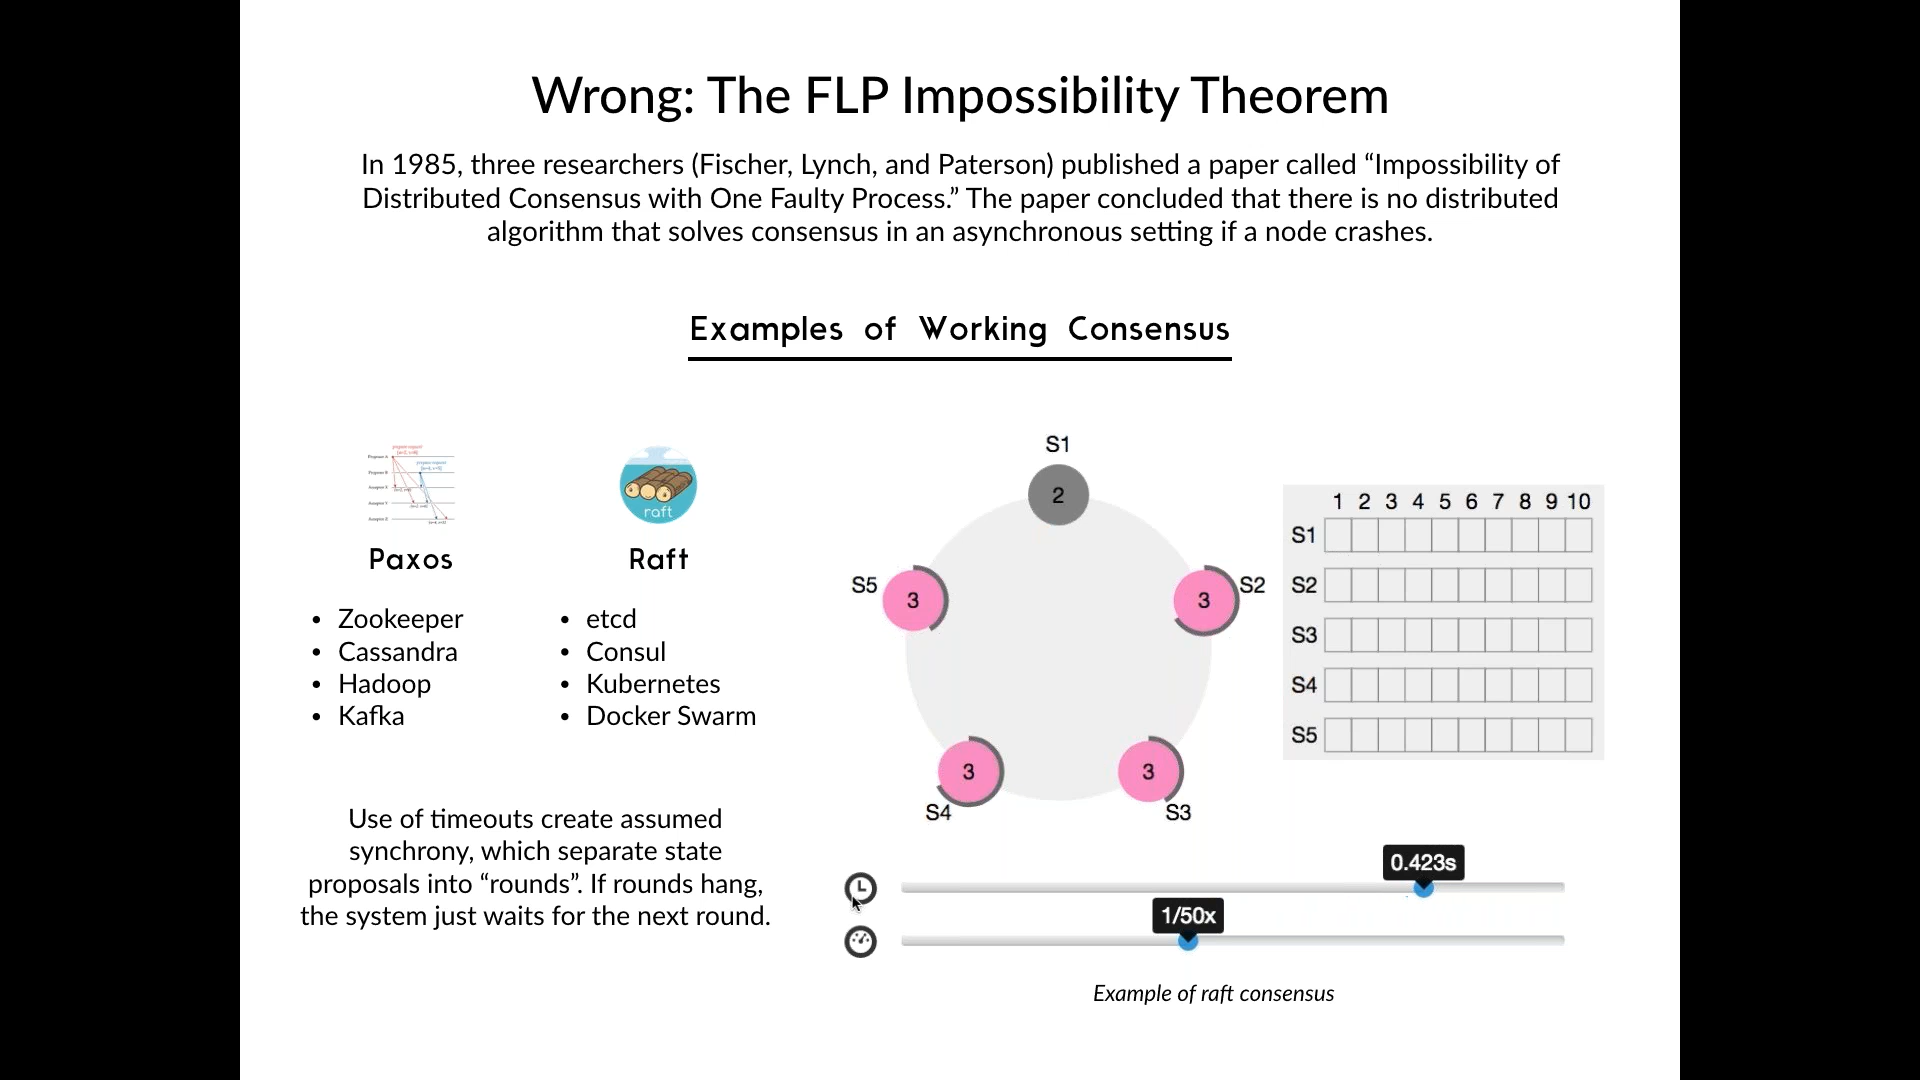 Wrong: The FLP Impossibility Theorem
In 1985, three researchers (Fischer, Lynch, and Paterson) published a paper called “Impossibility of
Distributed Consensus with One Faulty Process.” The paper concluded that there is no distributed
algorithm that solves consensus in an asynchronous setting if a node crashes.
Examples of Working Consensus
raft
Paxos
Raft
• Zookeeper
• Cassandra
• Hadoop
• Kafka
• etcd
• Consul
• Kubernetes
• Docker Swarm
Use of timeouts create assumed
synchrony, which separate state
proposals into “rounds”. If rounds hang,
the system just waits for the next round.
S1
2
S5
3
3
S2
3
S4
3
S3
1 2 3 4 5 6 7 8 9 10
S1
S2
S3
S4
S5
0.423s
1/50x
Example of raft consensus